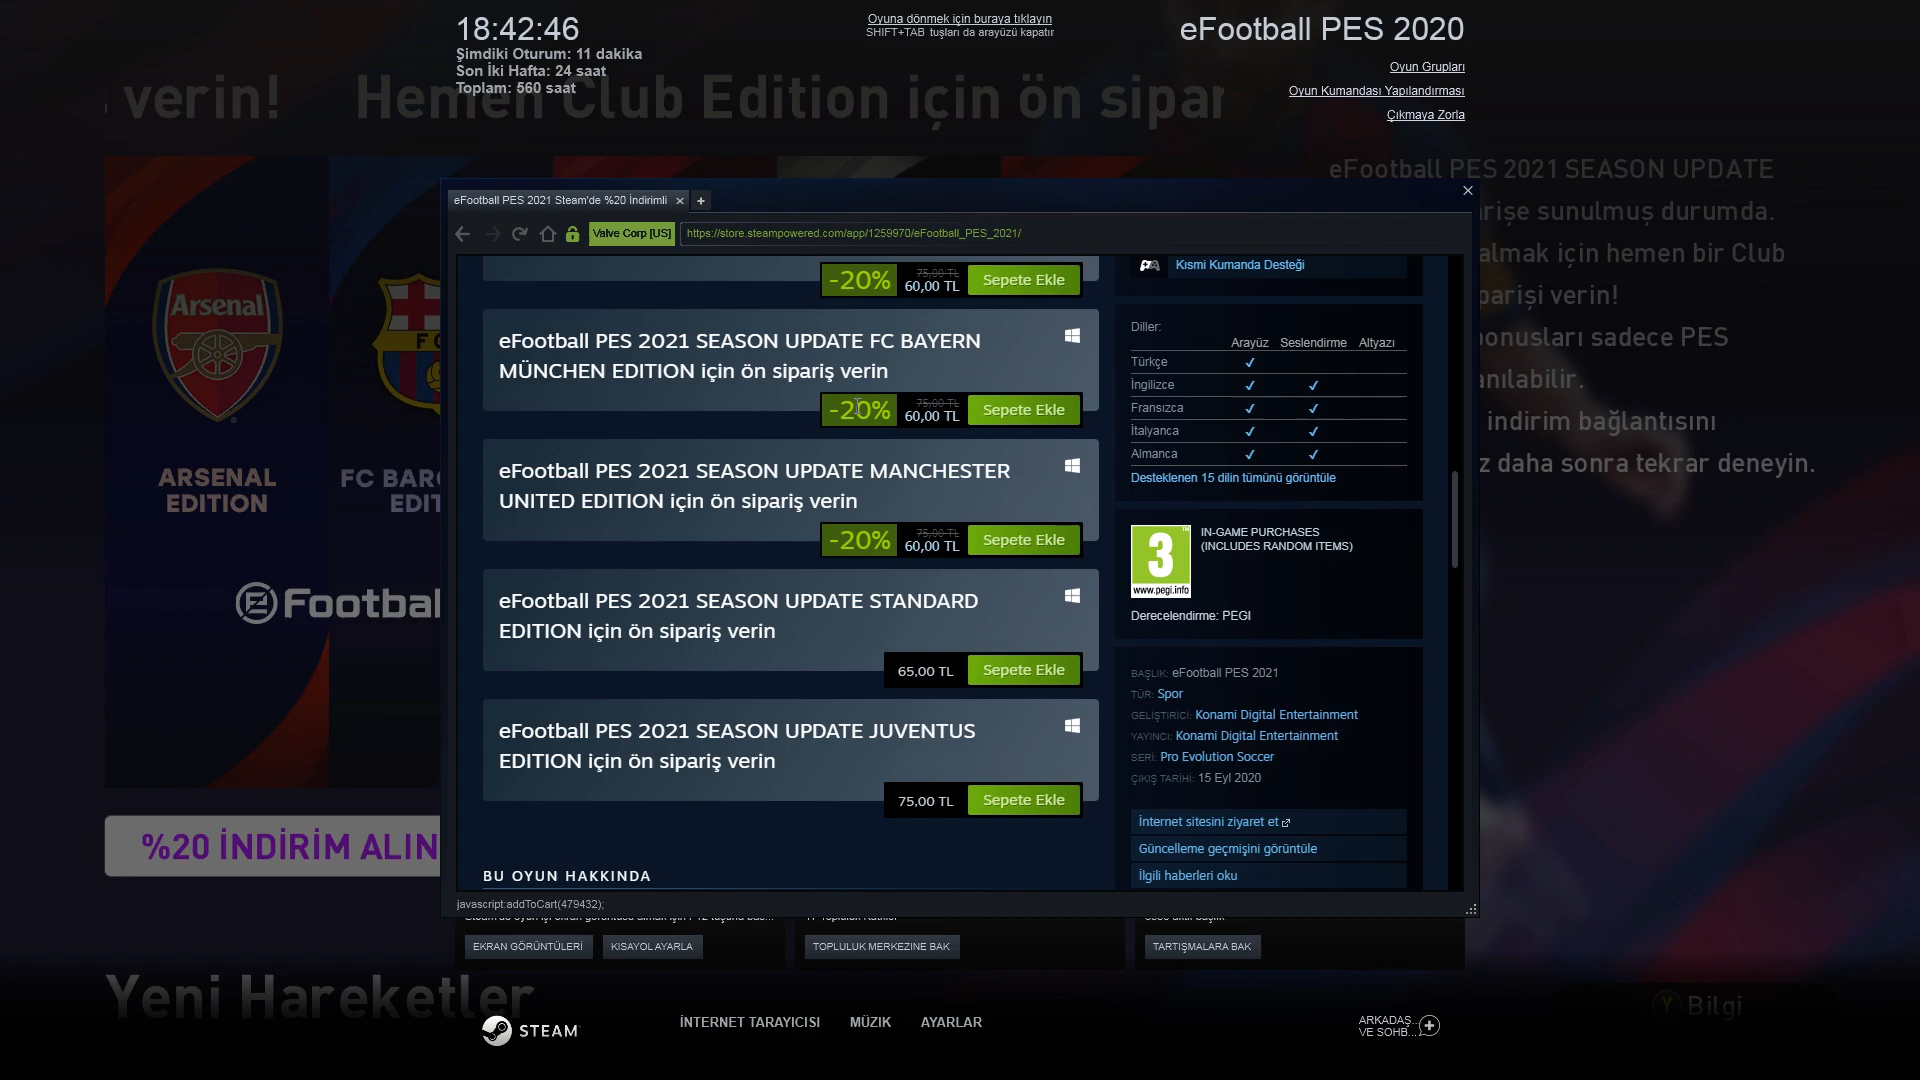 18:42:46
Şimdiki Oturum: 11 dakika
Son İki Hafta: 24 saat
Toplam: 560 saat
Oyuna dönmek için buraya tıklayın
SHIFT+TAB tuşları da arayüzü kapatır
eFootball PES 2020
Oyun Grupları
Oyun Kumandası Yapılandırması
Çıkmaya Zorla
verin! Hemen Club Edition için ön sipar
eFootball PES 2021 SEASON UPDATE
rişe sunulmuş durumda.
almak için hemen bir Club
parişi verin!
bonusları sadece PES
anılabilir.
indirim bağlantısını
z daha sonra tekrar deneyin.
Arsenal
ARSENAL
EDITION
FC BAR
EDIT
Footbal
%20 İNDİRİM ALIN
eFootball PES 2021 Steam'de %20 İndirimli
Valve Corp [US]
https://store.steampowered.com/app/1259970/eFootball_PES_2021/
-20%
75,00 TL
60,00 TL
Sepete Ekle
eFootball PES 2021 SEASON UPDATE FC BAYERN
MÜNCHEN EDITION için ön sipariş verin
-20%
75,00 TL
60,00 TL
Sepete Ekle
eFootball PES 2021 SEASON UPDATE MANCHESTER
UNITED EDITION için ön sipariş verin
-20%
75,00 TL
60,00 TL
Sepete Ekle
eFootball PES 2021 SEASON UPDATE STANDARD
EDITION için ön sipariş verin
65,00 TL
Sepete Ekle
eFootball PES 2021 SEASON UPDATE JUVENTUS
EDITION için ön sipariş verin
75,00 TL
Sepete Ekle
BU OYUN HAKKINDA
Kısmi Kumanda Desteği
Diller:
Arayüz Seslendirme Altyazı
Türkçe ✓
İngilizce ✓ ✓
Fransızca ✓ ✓
İtalyanca ✓ ✓
Almanca ✓ ✓
Desteklenen 15 dilin tümünü görüntüle
3
www.pegi.info
IN-GAME PURCHASES
(INCLUDES RANDOM ITEMS)
Derecelendirme: PEGI
BAŞLIK: eFootball PES 2021
TÜR: Spor
GELİŞTİRİCİ: Konami Digital Entertainment
YAYINCI: Konami Digital Entertainment
SERİ: Pro Evolution Soccer
ÇIKIŞ TARİHİ: 15 Eyl 2020
İnternet sitesini ziyaret et
Güncelleme geçmişini görüntüle
İlgili haberleri oku
javascript:addToCart(479432);
EKRAN GÖRÜNTÜLERİ
KISAYOL AYARLA
TOPLULUK MERKEZINE BAK
TARTIŞMALARA BAK
Yeni Hareketler
Y Bilgi
STEAM
İNTERNET TARAYICISI
MÜZIK
AYARLAR
ARKADAŞ...
VE SOHB...